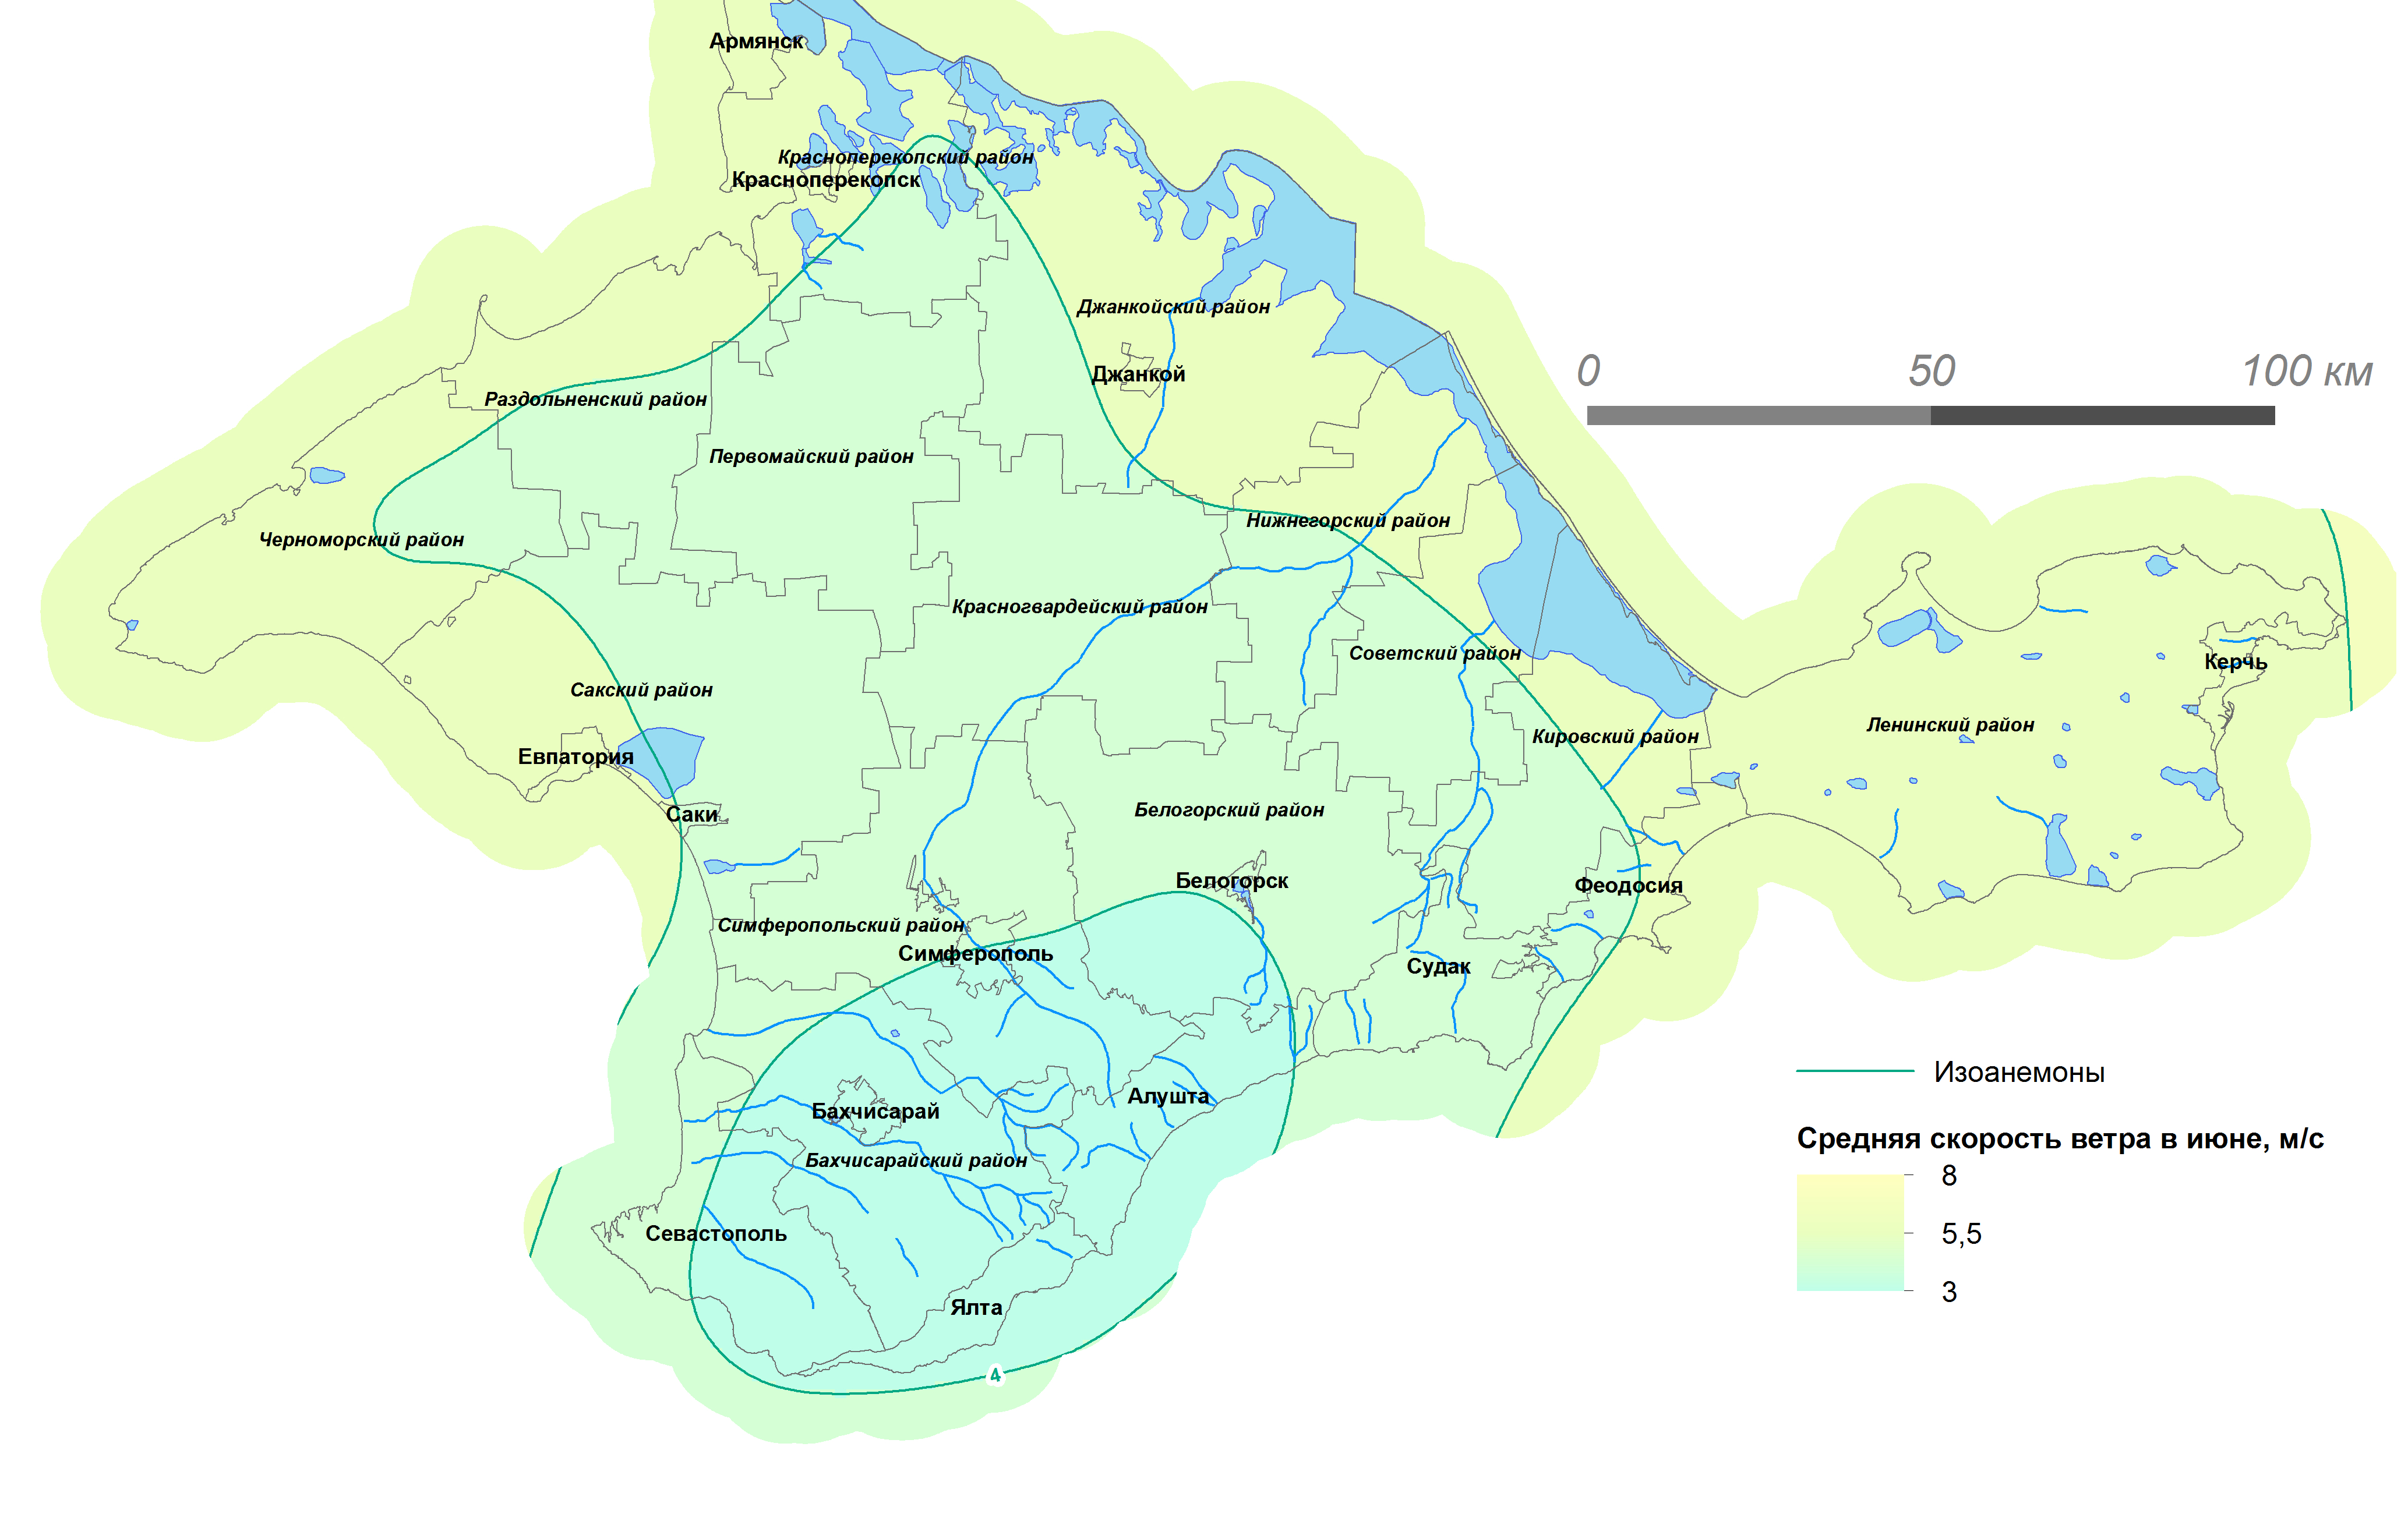 Армянск
Красноперекопский район
Красноперекопск
Джанкойский район
0
50
100 км
Джанкой
Раздольненский район
Первомайский район
Нижнегорский район
Черноморский район
Красногвардейский район
Советский район
Керчь
Сакский район
Ленинский район
Кировский район
Евпатория
Саки
Белогорский район
Белогорск
Феодосия
Симферопольский район
Симферополь
Судак
Изоанемоны
Алушта
Бахчисарай
Средняя скорость ветра в июне, м/с
Бахчисарайский район
8
Севастополь
5,5
3
Ялта
4